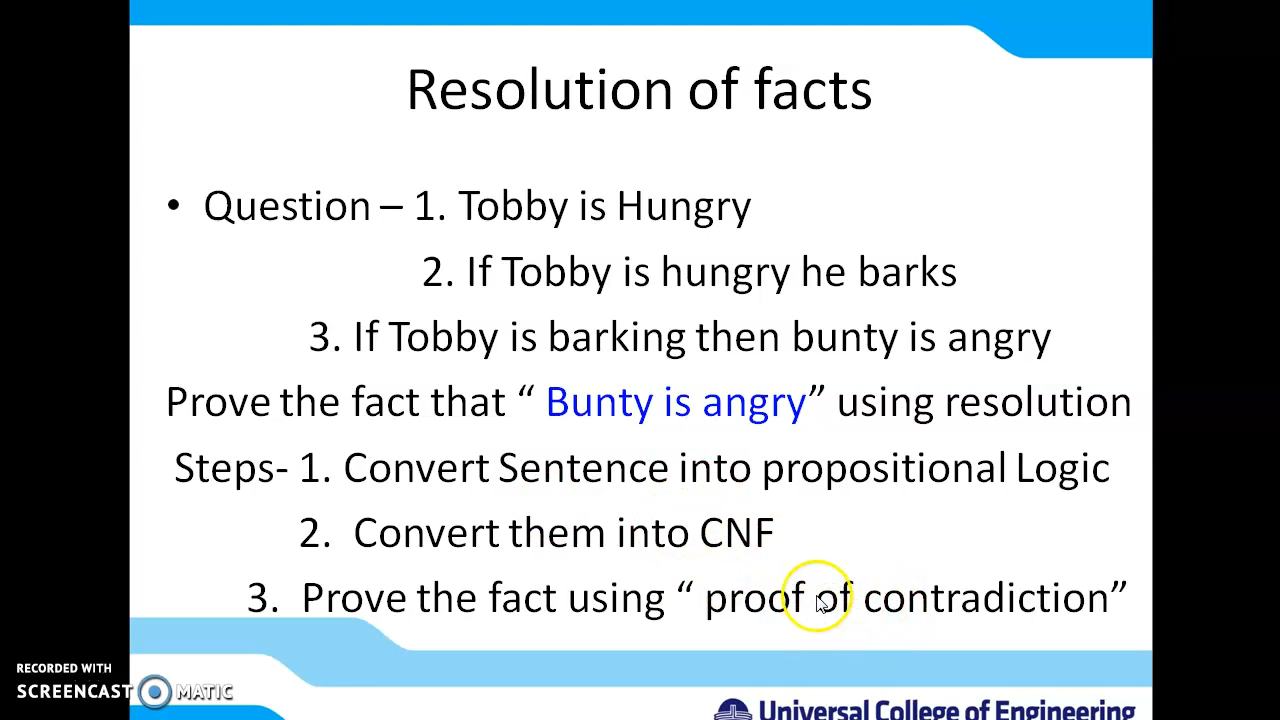 Resolution of facts
• Question – 1. Tobby is Hungry
2. If Tobby is hungry he barks
3. If Tobby is barking then bunty is angry
Prove the fact that “ Bunty is angry” using resolution
Steps- 1. Convert Sentence into propositional Logic
2. Convert them into CNF
3. Prove the fact using “ proof of contradiction”
RECORDED WITH
SCREENCAST MATIC
Universal College of Engineering